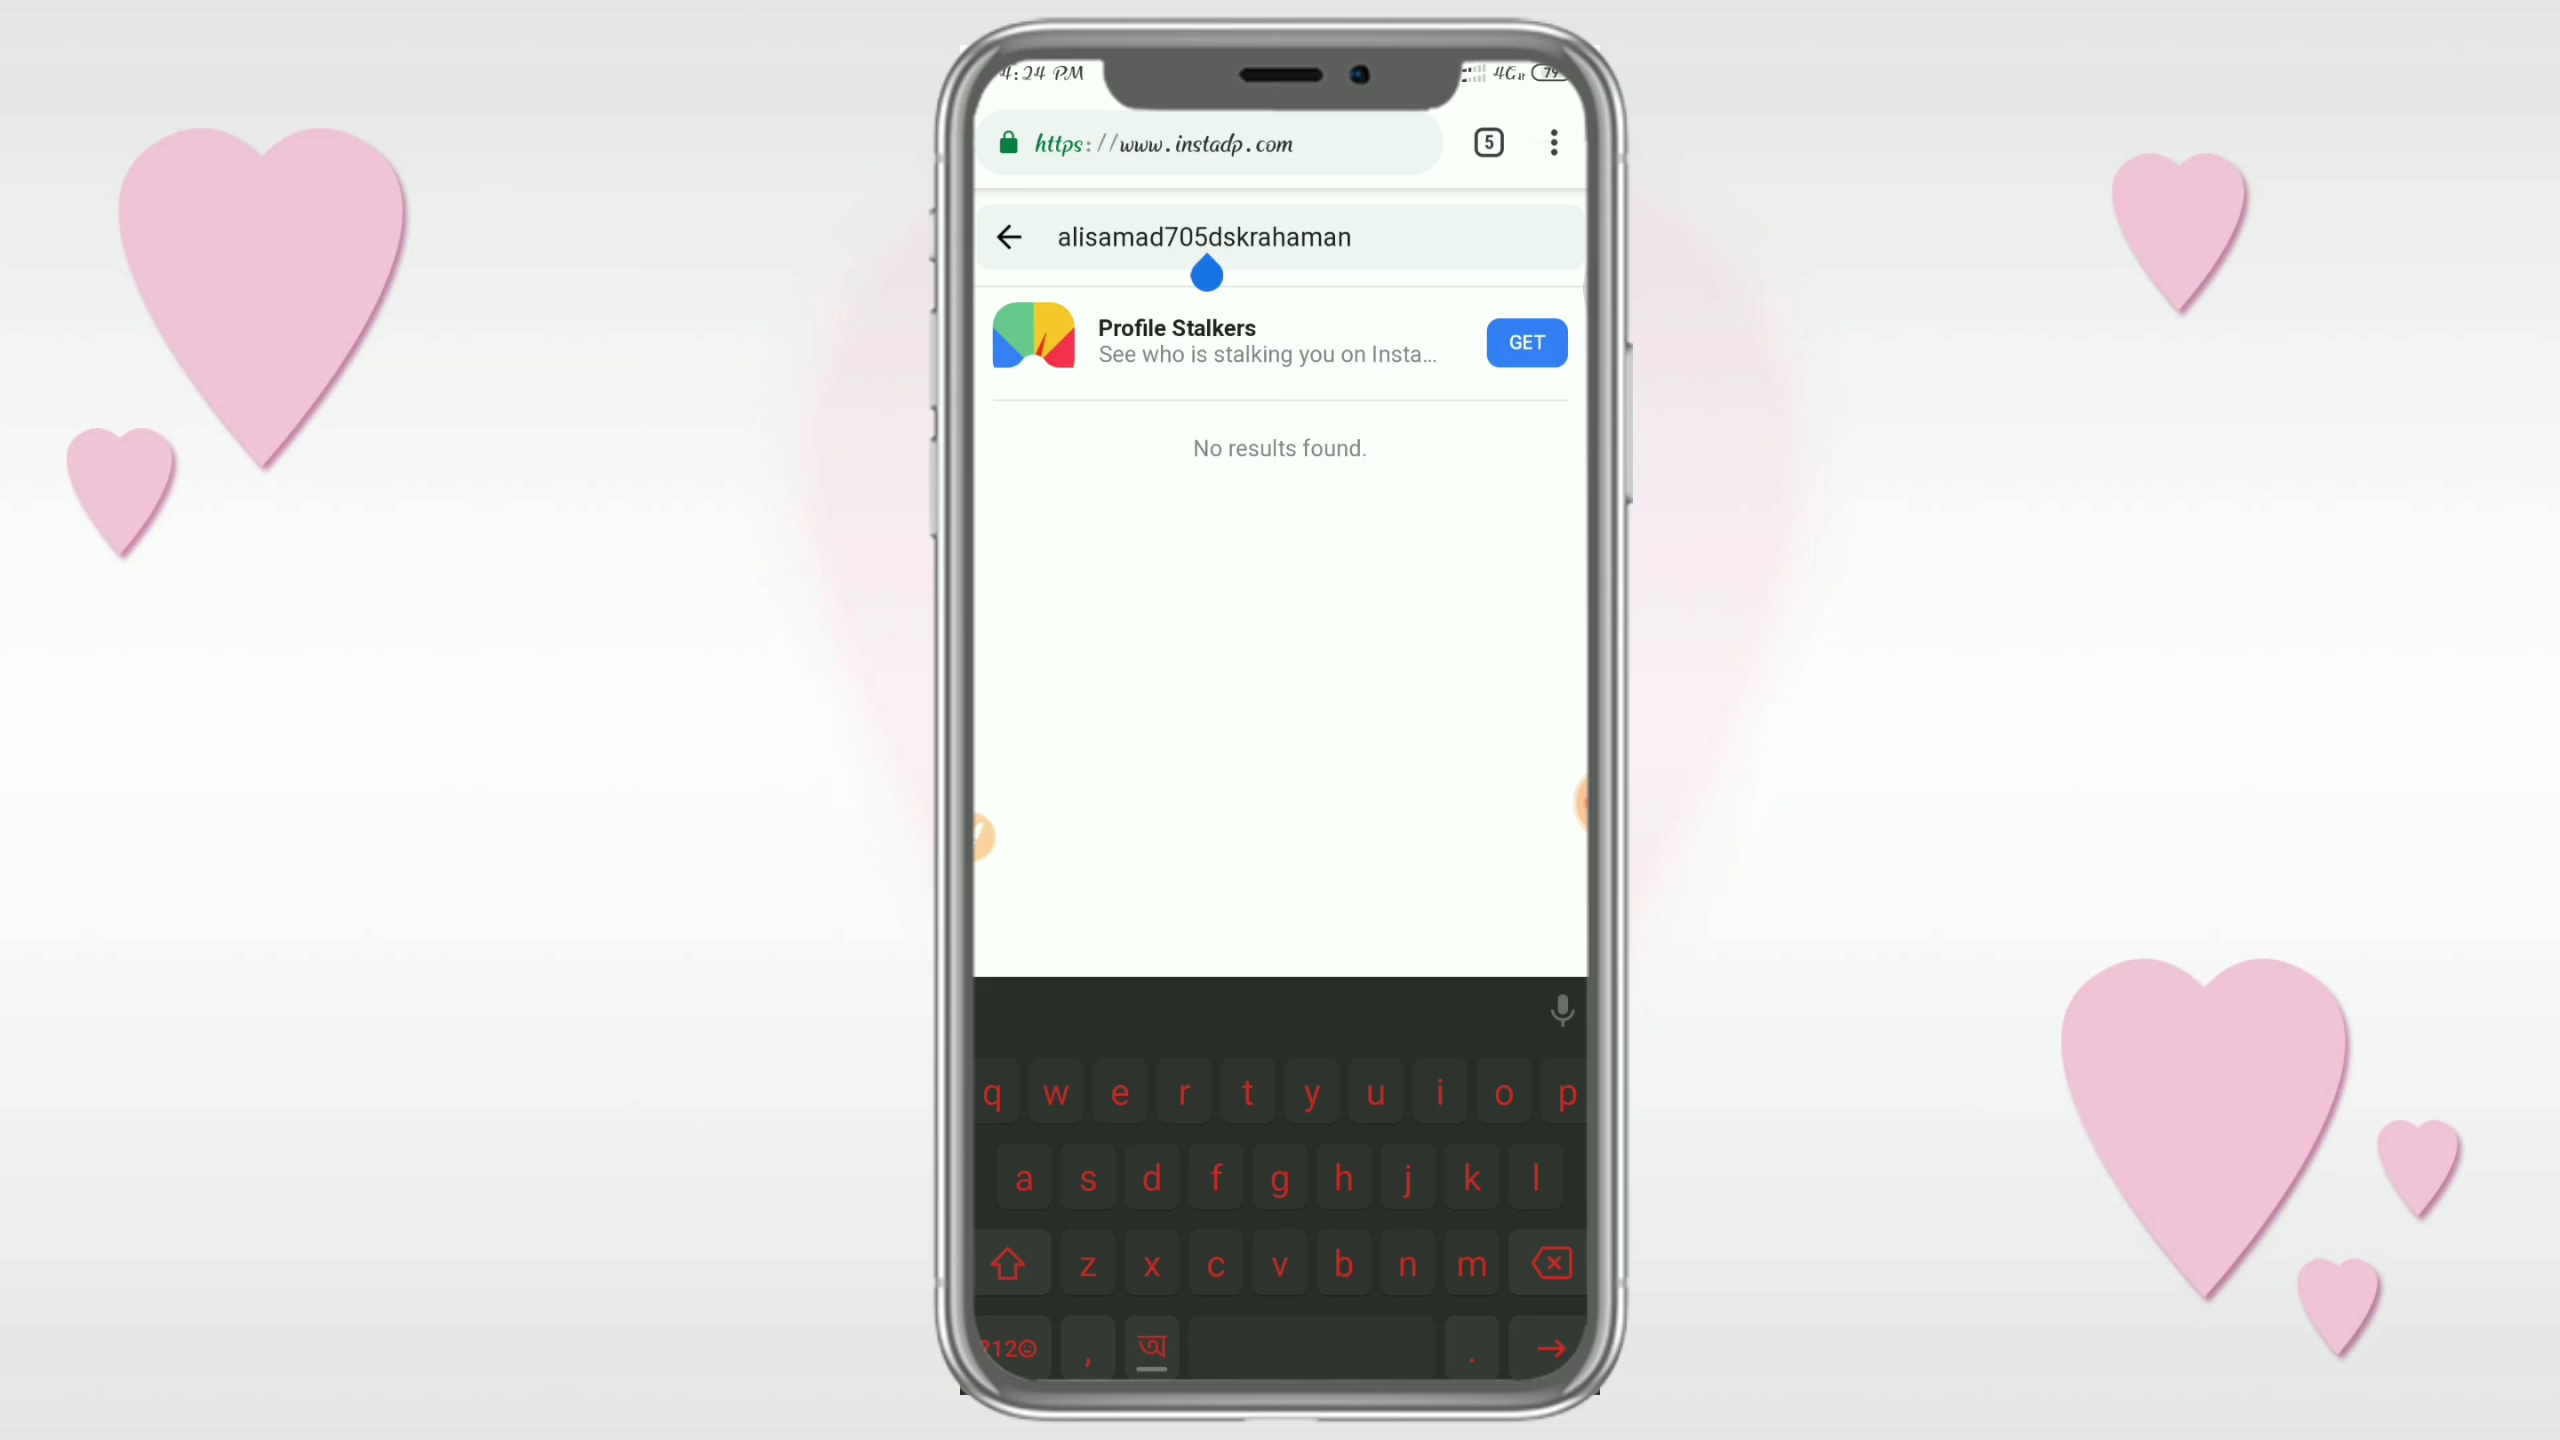 4:24 PM 4G 79
https://www.instadp.com 5
alisamad705dskrahaman
Profile Stalkers
See who is stalking you on Insta...
GET
No results found.
q w e r t y u i o p
a s d f g h j k l
z x c v b n m
?12 , অ .